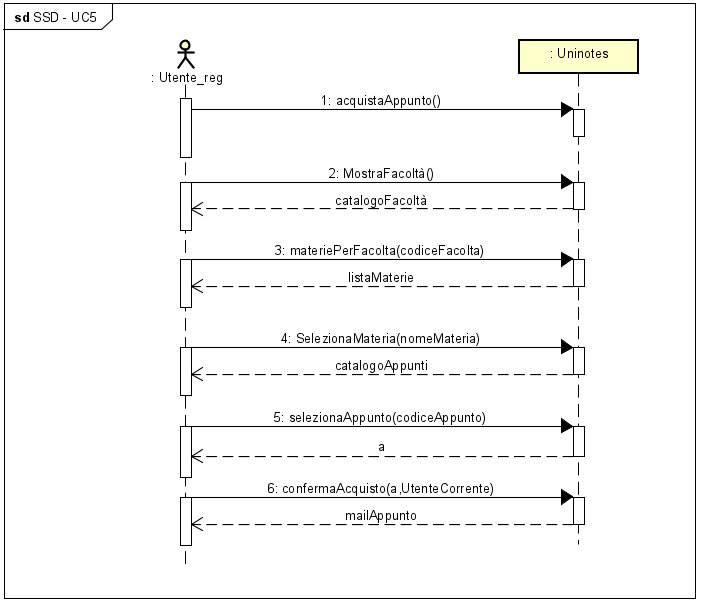 sd SSD - UC5
: Utente_reg
: Uninotes
1: acquistaAppunto()
2: MostraFacoltà()
catalogoFacoltà
3: materiePerFacolta(codiceFacolta)
listaMaterie
4: SelezionaMateria(nomeMateria)
catalogoAppunti
5: selezionaAppunto(codiceAppunto)
a
6: confermaAcquisto(a,UtenteCorrente)
mailAppunto